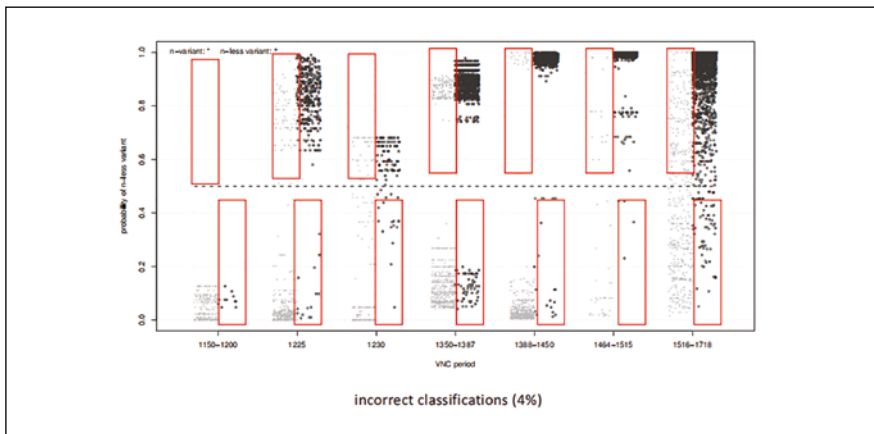 n-variant: * n-less variant: *
1.0
0.8
0.6
0.4
0.2
0.0
probability of n-less variant
1150–1200 1225 1230 1350–1387 1388–1450 1464–1515 1516–1718
VNC period
incorrect classifications (4%)